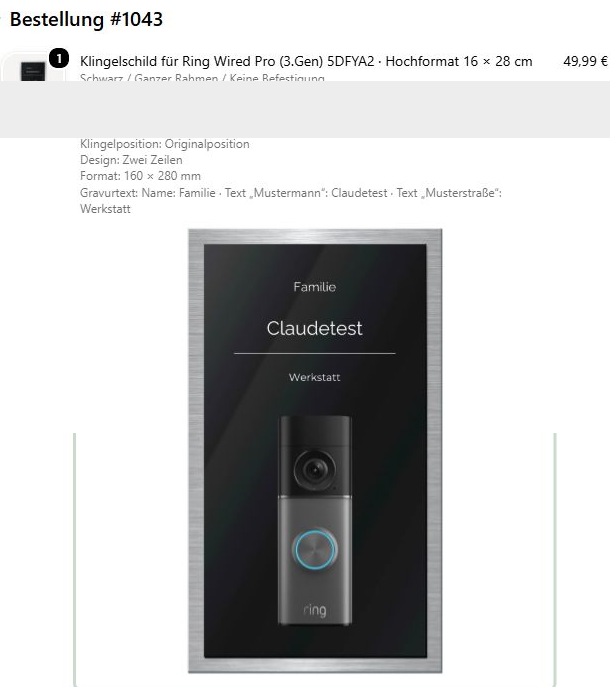 Bestellung #1043
1
Klingelschild für Ring Wired Pro (3.Gen) 5DFYA2 · Hochformat 16 × 28 cm
49,99 €
Schwarz / Ganzer Rahmen / Keine Befestigung
Klingelposition: Originalposition
Design: Zwei Zeilen
Format: 160 × 280 mm
Gravurtext: Name: Familie · Text „Mustermann“: Claudetest · Text „Musterstraße“:
Werkstatt
Familie
Claudetest
Werkstatt
ring